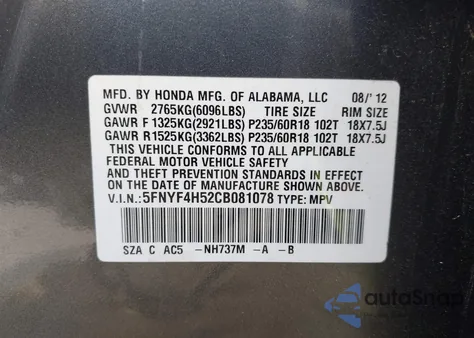 MFD. BY HONDA MFG. OF ALABAMA, LLC 08/'12
GVWR 2765KG(6096LBS) TIRE SIZE RIM SIZE
GAWR F 1325KG(2921LBS) P235/60R18 102T 18X7.5J
GAWR R1525KG(3362LBS) P235/60R18 102T 18X7.5J
THIS VEHICLE CONFORMS TO ALL APPLICABLE
FEDERAL MOTOR VEHICLE SAFETY
AND THEFT PREVENTION STANDARDS IN EFFECT
ON THE DATE OF MANUFACTURE SHOWN ABOVE.
V.I.N.:5FNYF4H52CB081078 TYPE: MPV
SZA C AC5 -NH737M -A -B
autoSnap